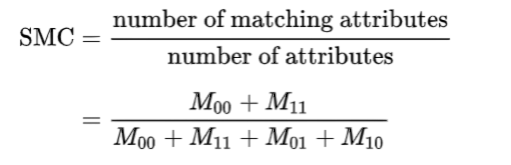 SMC = number of matching attributes / number of attributes
= M₀₀ + M₁₁ / M₀₀ + M₁₁ + M₀₁ + M₁₀